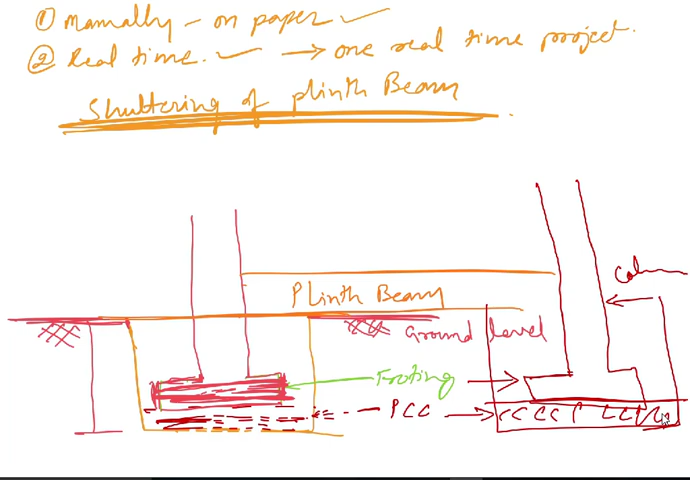 ① Manually - on paper
② Real time. → one real time project.
Shuttering of plinth Beam
Colum
Plinth Beam
Ground level
Footing
PCC